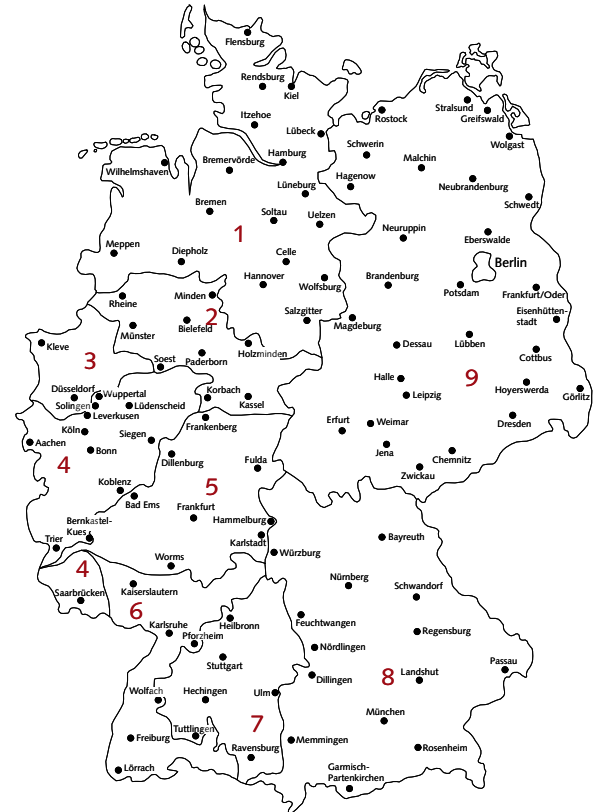 Flensburg
Rendsburg
Kiel
Itzehoe
Lübeck
Hamburg
Stralsund
Greifswald
Rostock
Wolgast
Schwerin
Malchin
Hagenow
Neubrandenburg
Schwedt
Wilhelmshaven
Bremervörde
Lüneburg
Bremen
Soltau
Uelzen
1
Neuruppin
Eberswalde
Meppen
Diepholz
Celle
Berlin
Hannover
Wolfsburg
Brandenburg
Potsdam
Frankfurt/Oder
Rheine
Minden
2
Salzgitter
Magdeburg
Eisenhütten-
stadt
Münster
Bielefeld
Kleve
3
Soest
Paderborn
Holzminden
Dessau
Lübben
Cottbus
Halle
9
Düsseldorf
Wuppertal
Solingen
Lüdenscheid
Leverkusen
Korbach
Kassel
Leipzig
Hoyerswerda
Görlitz
Köln
Siegen
Frankenberg
Erfurt
Weimar
Dresden
Aachen
Bonn
Jena
Chemnitz
4
Dillenburg
Fulda
Zwickau
Koblenz
Bad Ems
5
Frankfurt
Bernkastel-
Kues
Hammelburg
Trier
Karlstadt
Bayreuth
Worms
Würzburg
4
Kaiserslautern
Nürnberg
Schwandorf
Saarbrücken
6
Karlsruhe
Heilbronn
Feuchtwangen
Pforzheim
Regensburg
Stuttgart
Nördlingen
Wolfach
Hechingen
Ulm
Dillingen
8
Landshut
Passau
Tuttlingen
7
München
Freiburg
Ravensburg
Memmingen
Rosenheim
Lörrach
Garmisch-
Partenkirchen